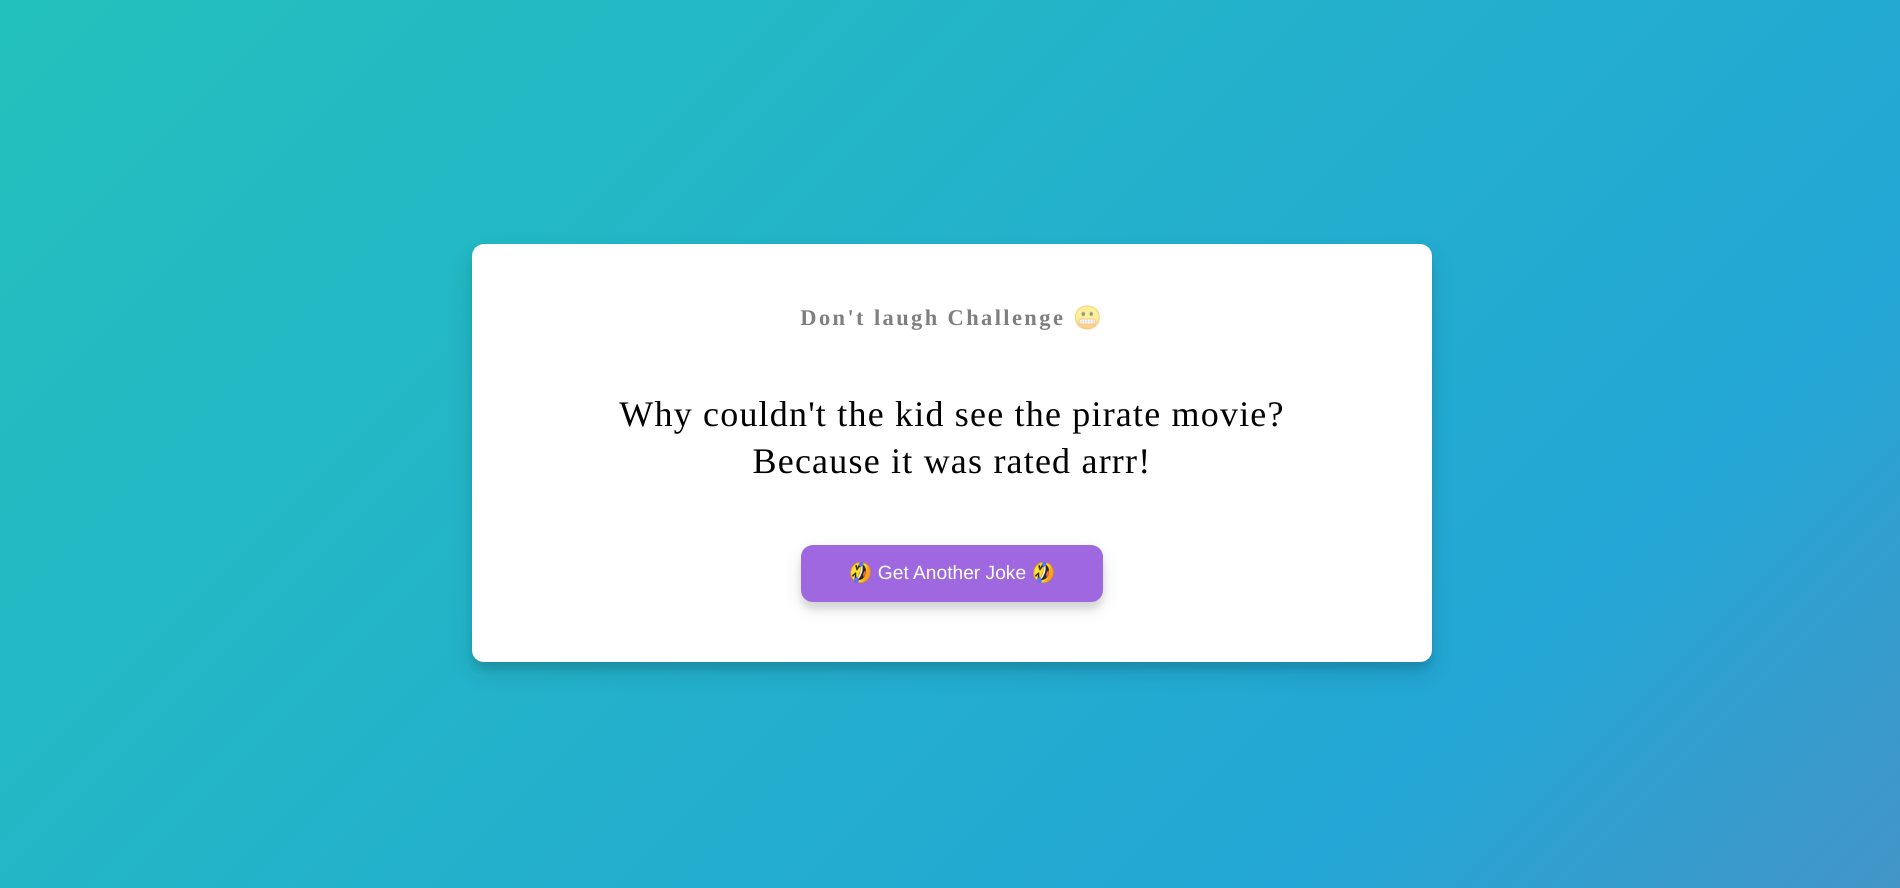 Don't laugh Challenge 😬
Why couldn't the kid see the pirate movie?
Because it was rated arrr!
🤣 Get Another Joke 🤣